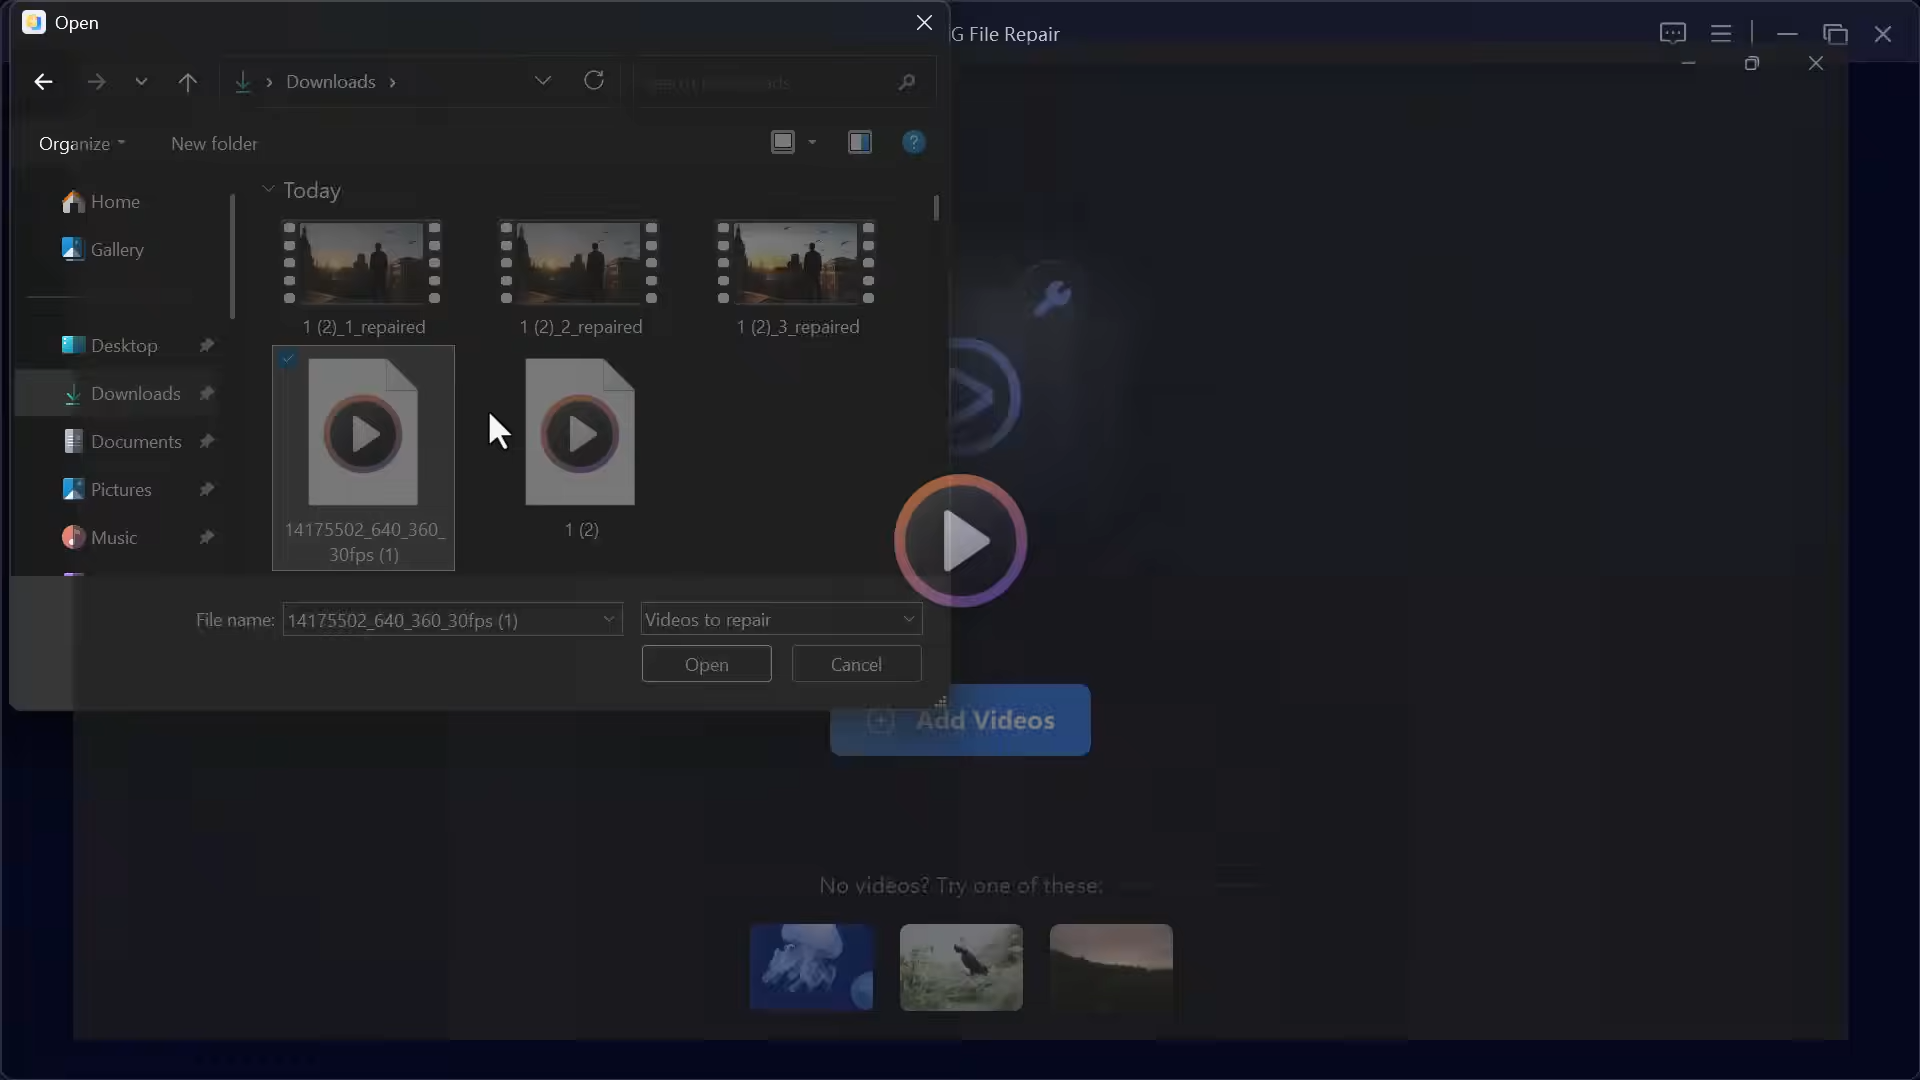 Open
G File Repair
Downloads
Organize
New folder
Today
Home
Gallery
1 (2)_1_repaired
1 (2)_2_repaired
1 (2)_3_repaired
Desktop
Downloads
Documents
Pictures
Music
14175502_640_360_
30fps (1)
1 (2)
File name:
14175502_640_360_30fps (1)
Videos to repair
Open
Cancel
Add Videos
No videos? Try one of these: